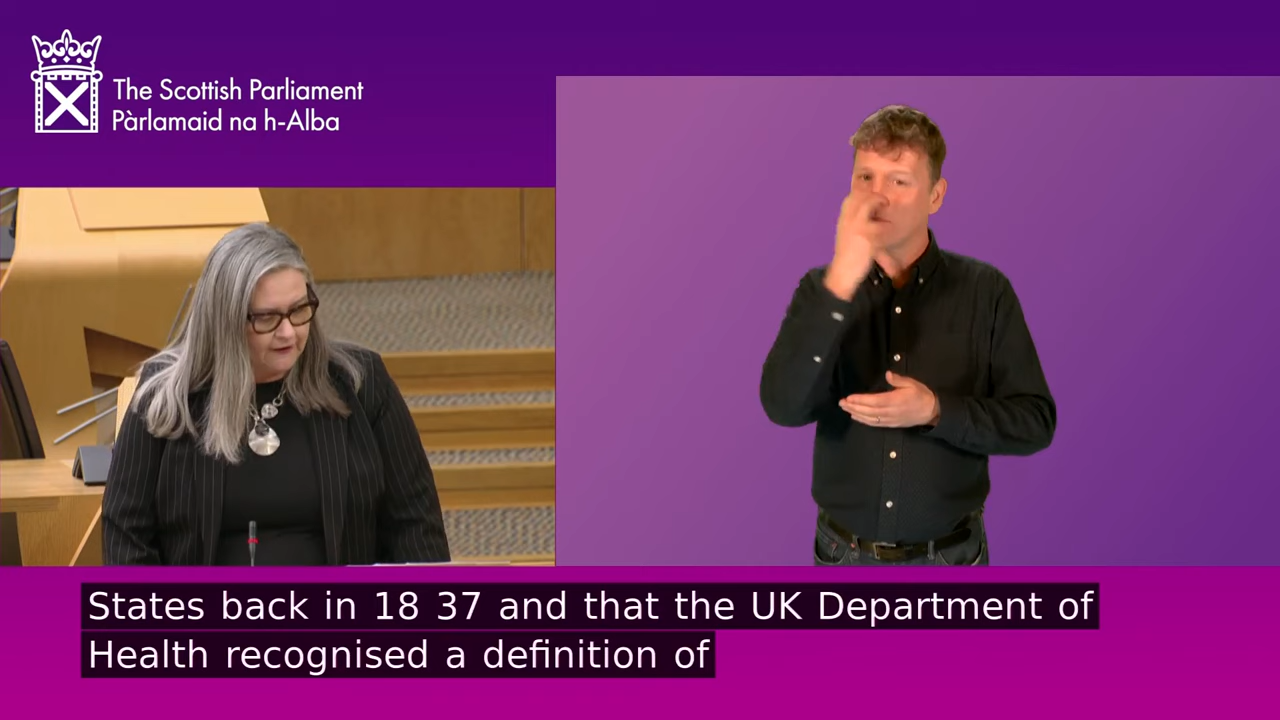 The Scottish Parliament
Pàrlamaid na h-Alba
States back in 18 37 and that the UK Department of
Health recognised a definition of